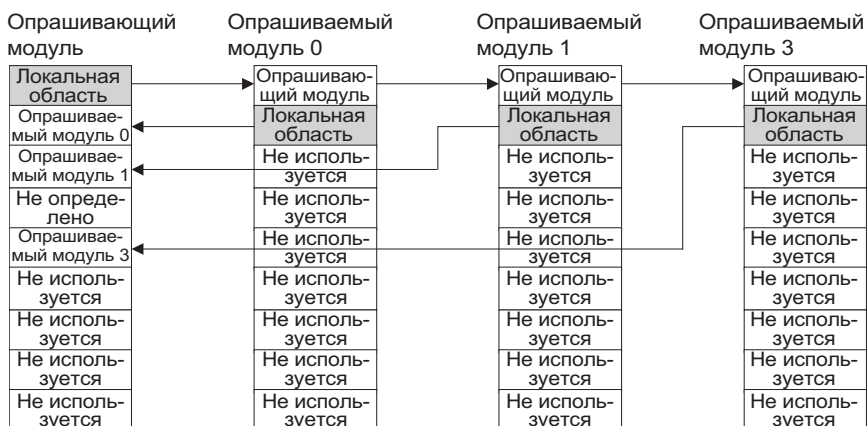 Опрашивающий
модуль
Опрашиваемый
модуль 0
Опрашиваемый
модуль 1
Опрашиваемый
модуль 3
Локальная
область
Опрашиваю-
щий модуль
Опрашиваю-
щий модуль
Опрашиваю-
щий модуль
Опрашивае-
мый модуль 0
Локальная
область
Локальная
область
Локальная
область
Опрашивае-
мый модуль 1
Не исполь-
зуется
Не исполь-
зуется
Не исполь-
зуется
Не опреде-
лено
Не исполь-
зуется
Не исполь-
зуется
Не исполь-
зуется
Опрашивае-
мый модуль 3
Не исполь-
зуется
Не исполь-
зуется
Не исполь-
зуется
Не исполь-
зуется
Не исполь-
зуется
Не исполь-
зуется
Не исполь-
зуется
Не исполь-
зуется
Не исполь-
зуется
Не исполь-
зуется
Не исполь-
зуется
Не исполь-
зуется
Не исполь-
зуется
Не исполь-
зуется
Не исполь-
зуется
Не исполь-
зуется
Не исполь-
зуется
Не исполь-
зуется
Не исполь-
зуется